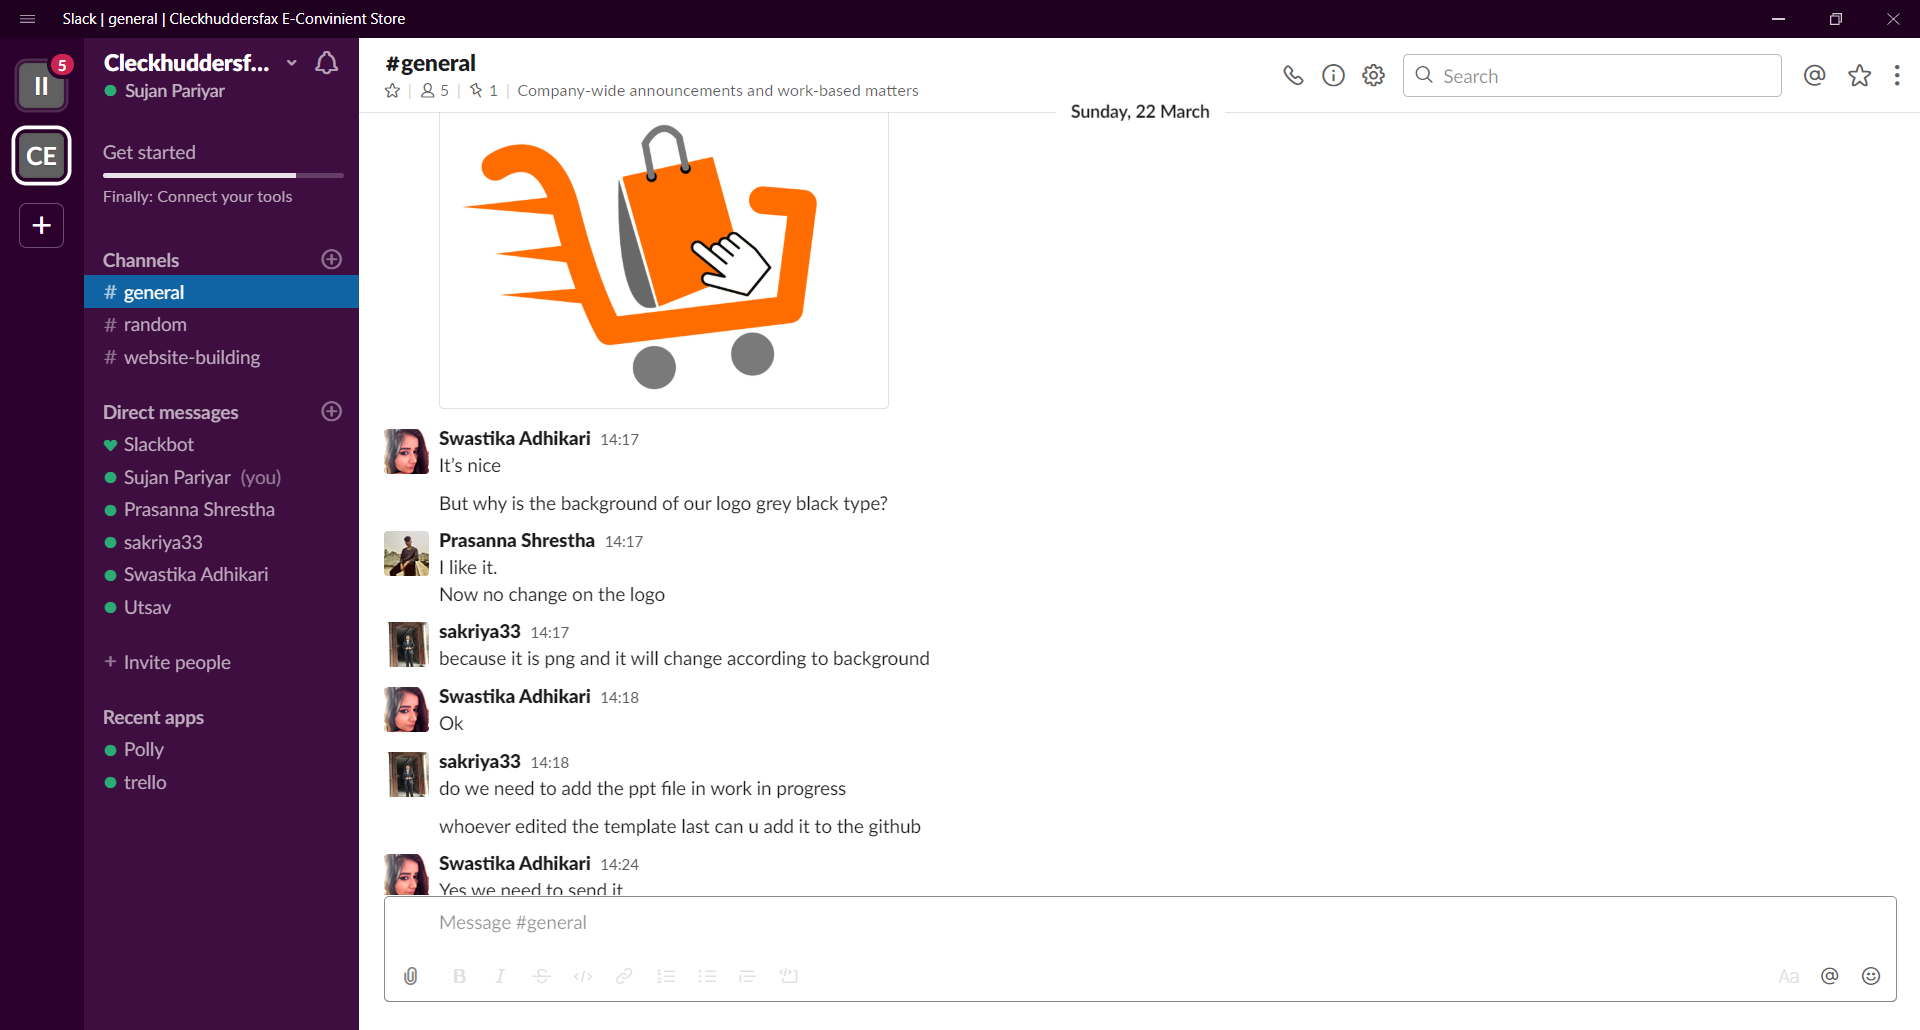 Slack | general | Cleckhuddersfax E-Convinient Store
II
5
CE
+
Cleckhuddersf...
Sujan Pariyar
Get started
Finally: Connect your tools
Channels
# general
# random
# website-building
Direct messages
Slackbot
Sujan Pariyar (you)
Prasanna Shrestha
sakriya33
Swastika Adhikari
Utsav
+ Invite people
Recent apps
Polly
trello
#general
5 | 1 | Company-wide announcements and work-based matters
Search
Sunday, 22 March
Swastika Adhikari 14:17
It's nice
But why is the background of our logo grey black type?
Prasanna Shrestha 14:17
I like it.
Now no change on the logo
sakriya33 14:17
because it is png and it will change according to background
Swastika Adhikari 14:18
Ok
sakriya33 14:18
do we need to add the ppt file in work in progress
whoever edited the template last can u add it to the github
Swastika Adhikari 14:24
Yes we need to send it
Message #general
B I S </> Aa @